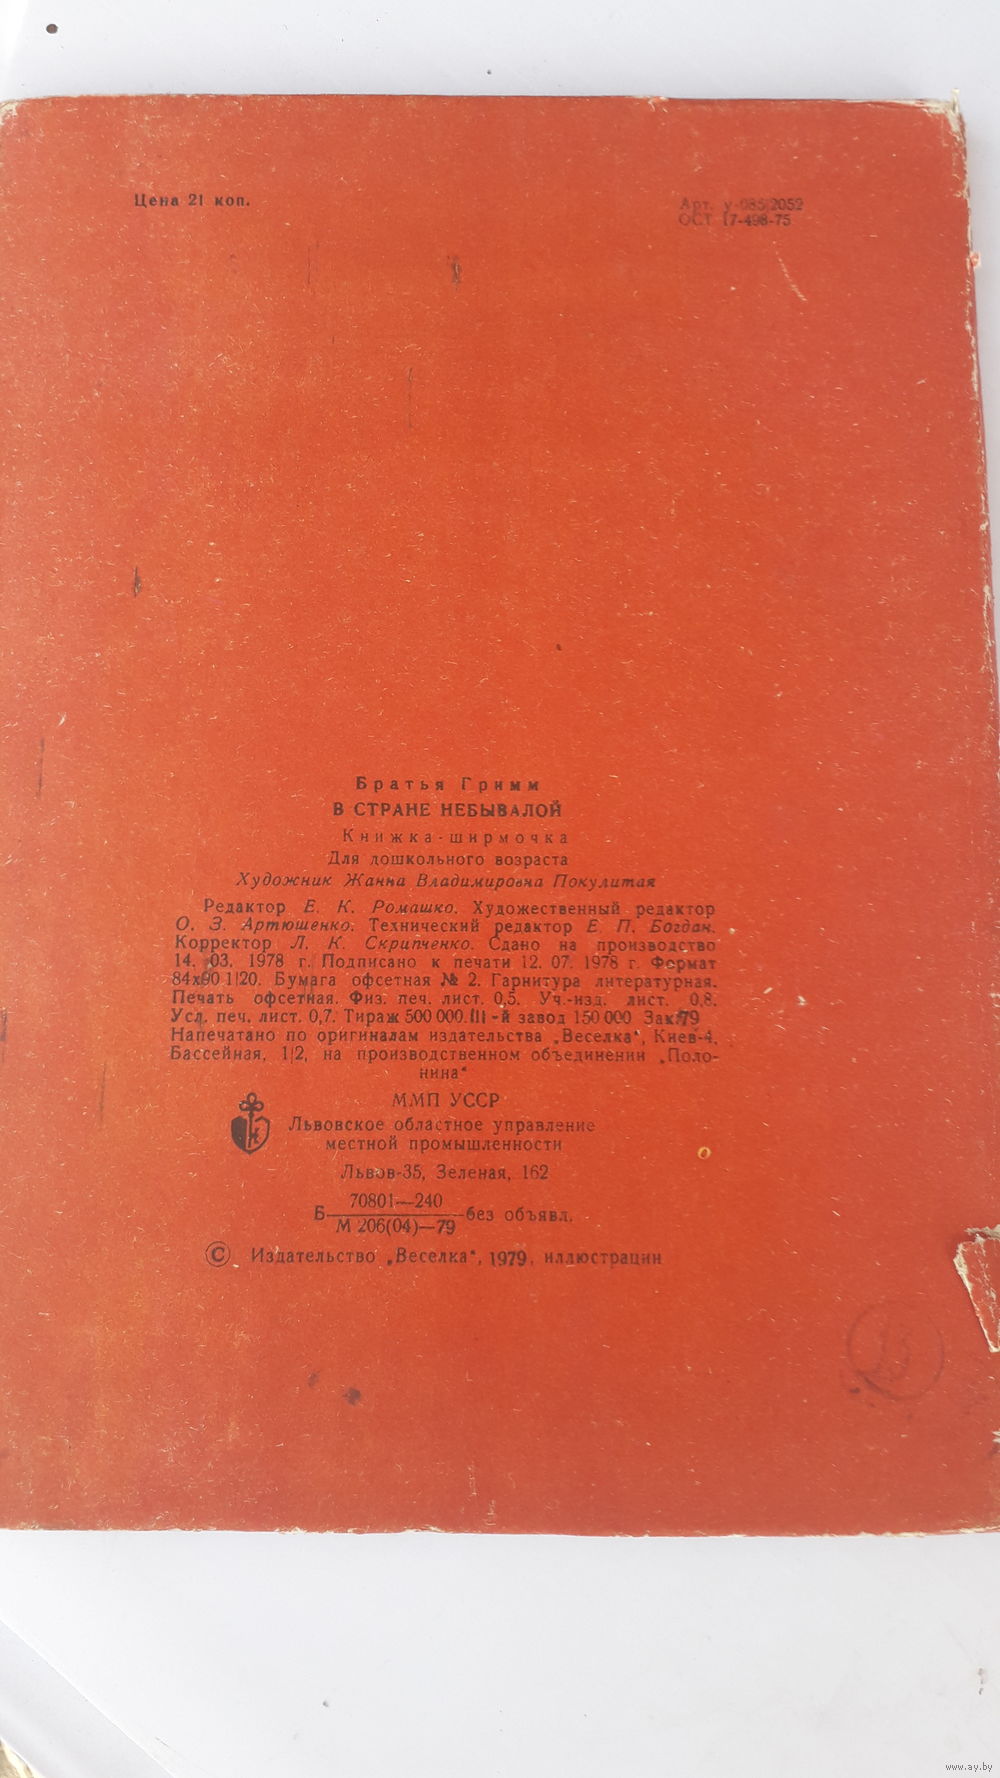 Цена 21 коп.
Арт. у-085|2052
ОСТ 17-498-75
Братья Гримм
В СТРАНЕ НЕБЫВАЛОЙ
Книжка-ширмочка
Для дошкольного возраста
Художник Жанна Владимировна Покулитая
Редактор Е. К. Ромашко. Художественный редактор
О. З. Артюшенко. Технический редактор Е. П. Богдан.
Корректор Л. К. Скрипченко. Сдано на производство
14. 03. 1978 г. Подписано к печати 12. 07. 1978 г. Формат
84х90 1|20. Бумага офсетная № 2. Гарнитура литературная.
Печать офсетная. Физ. печ. лист. 0,5. Уч.-изд. лист. 0,8.
Усл. печ. лист. 0,7. Тираж 500 000. III-й завод 150 000 Зак. 79
Напечатано по оригиналам издательства „Веселка“, Киев-4,
Бассейная, 1|2, на производственном объединении „Поло-
нина“
ММП УССР
Львовское областное управление
местной промышленности
Львов-35, Зеленая, 162
70801—240
Б — без объявл.
М 206(04)—79
© Издательство „Веселка“, 1979, иллюстрации
www.ay.by